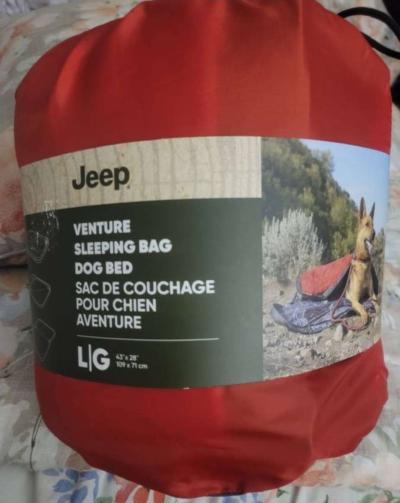 Jeep
VENTURE
SLEEPING BAG
DOG BED
SAC DE COUCHAGE
POUR CHIEN
AVENTURE
L|G
43" x 28"
109 x 71 cm